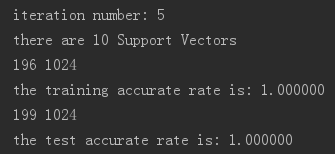 iteration number: 5
there are 10 Support Vectors
196 1024
the training accurate rate is: 1.000000
199 1024
the test accurate rate is: 1.000000